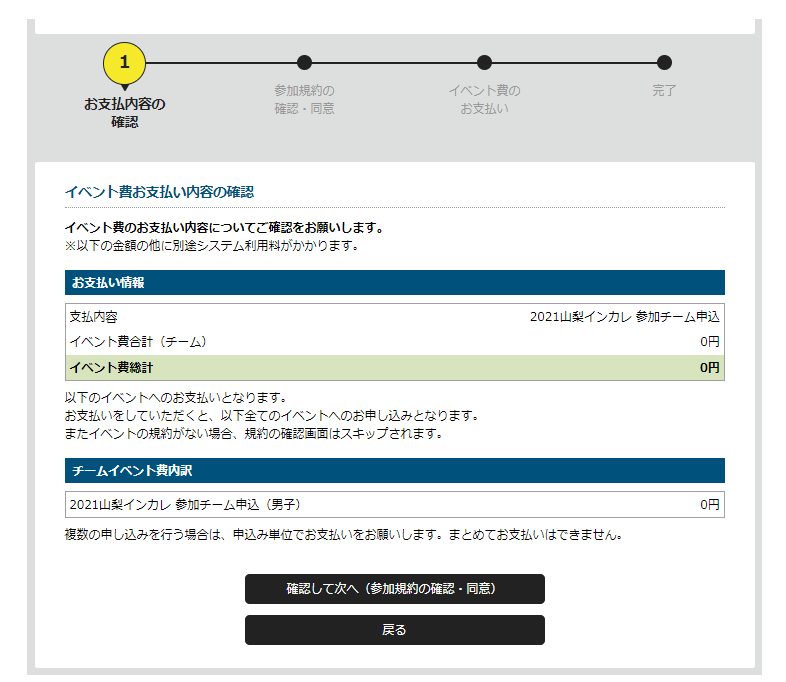 1
お支払内容の
確認
参加規約の
確認・同意
イベント費の
お支払い
完了
イベント費お支払い内容の確認
イベント費のお支払い内容についてご確認をお願いします。
※以下の金額の他に別途システム利用料がかかります。
お支払い情報
支払内容 2021山梨インカレ 参加チーム申込
イベント費合計（チーム） 0円
イベント費総計 0円
以下のイベントへのお支払いとなります。
お支払いをしていただくと、以下全てのイベントへのお申し込みとなります。
またイベントの規約がない場合、規約の確認画面はスキップされます。
チームイベント費内訳
2021山梨インカレ 参加チーム申込（男子） 0円
複数の申し込みを行う場合は、申込み単位でお支払いをお願いします。まとめてお支払いはできません。
確認して次へ（参加規約の確認・同意）
戻る